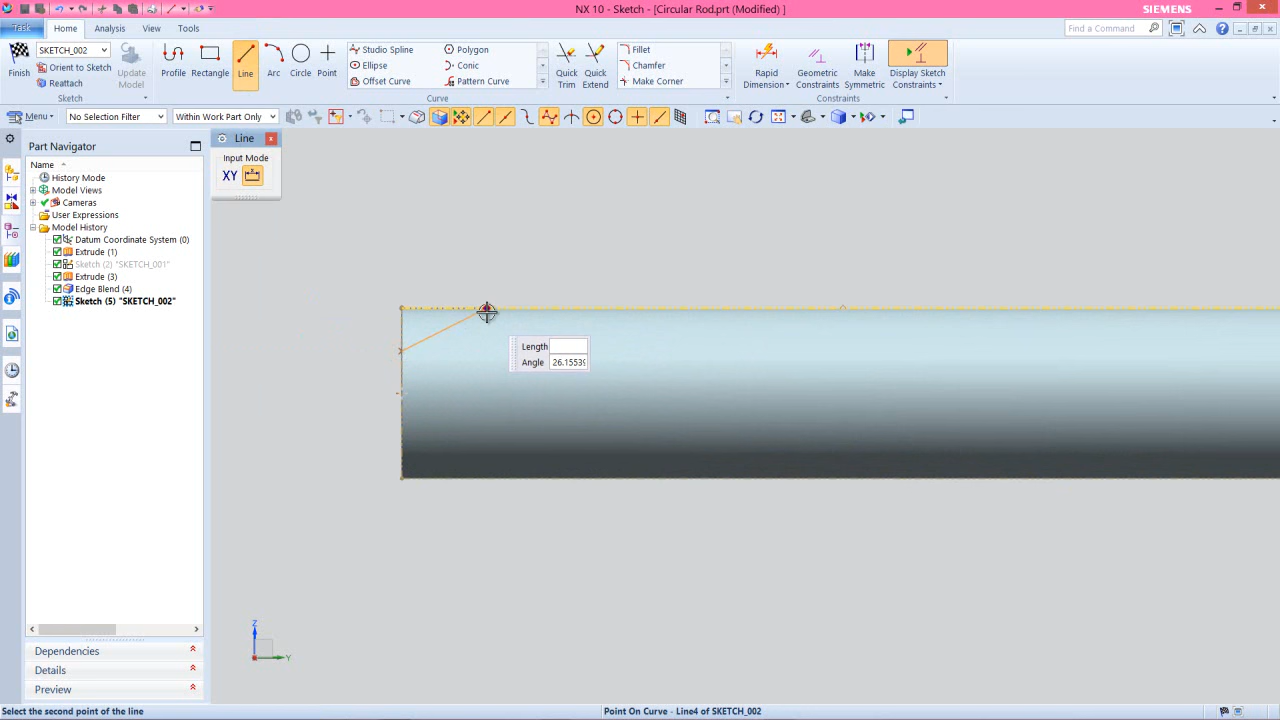 NX 10 - Sketch - [Circular Rod.prt (Modified) ]
SIEMENS
Task
Home
Analysis
View
Tools
Find a Command
Finish
SKETCH_002
Orient to Sketch
Reattach
Update Model
Sketch
Profile
Rectangle
Line
Arc
Circle
Point
Studio Spline
Ellipse
Offset Curve
Polygon
Conic
Pattern Curve
Curve
Quick Trim
Quick Extend
Fillet
Chamfer
Make Corner
Rapid Dimension
Geometric Constraints
Make Symmetric
Display Sketch Constraints
Constraints
Menu
No Selection Filter
Within Work Part Only
Part Navigator
Name
History Mode
Model Views
Cameras
User Expressions
Model History
Datum Coordinate System (0)
Extrude (1)
Sketch (2) "SKETCH_001"
Extrude (3)
Edge Blend (4)
Sketch (5) "SKETCH_002"
Dependencies
Details
Preview
Line
Input Mode
XY
Length
Angle 26.1553
Z
Y
Select the second point of the line
Point On Curve - Line4 of SKETCH_002